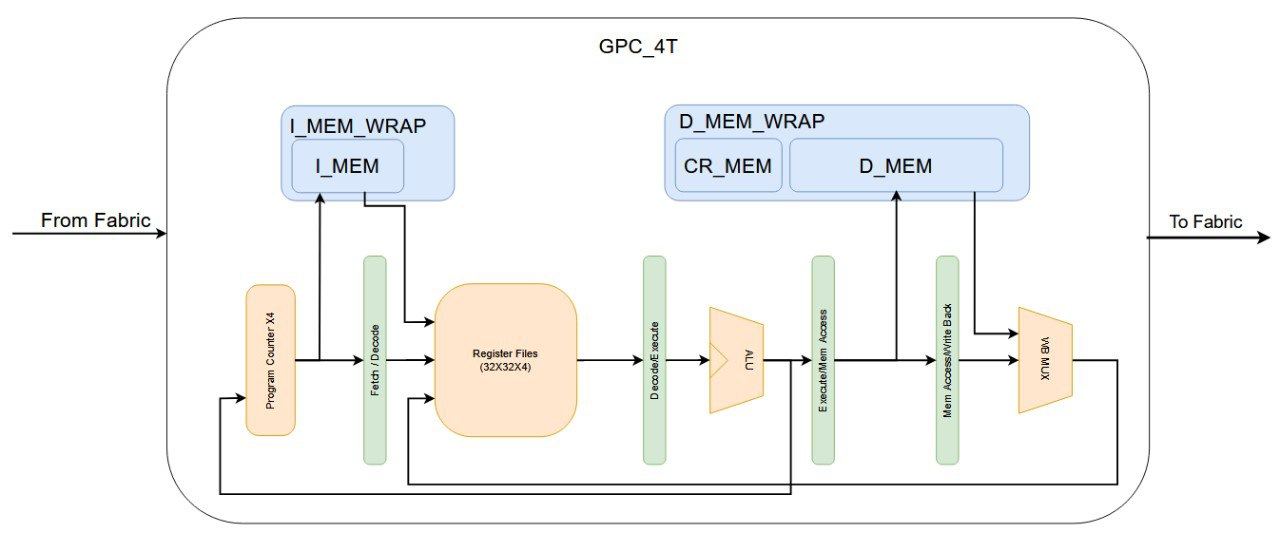 GPC_4T
I_MEM_WRAP
I_MEM
D_MEM_WRAP
CR_MEM
D_MEM
From Fabric
To Fabric
Program Counter X4
Fetch / Decode
Register Files
(32X32X4)
Decode/Execute
ALU
Execute/Mem Access
Mem Access/Write Back
WB MUX